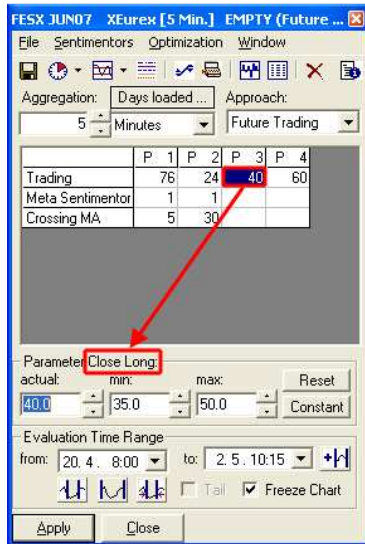 FESX JUN07 XEurex [5 Min.] EMPTY (Future ...
File Sentimentors Optimization Window
Aggregation: Days loaded ... Approach:
5 Minutes Future Trading
P 1 P 2 P 3 P 4
Trading 76 24 40 60
Meta Sentimentor 1 1
Crossing MA 5 30
Parameter Close Long:
actual: min: max: Reset
40.0 35.0 50.0 Constant
Evaluation Time Range
from: 20. 4. 8:00 to: 2. 5. 10:15
Tail Freeze Chart
Apply Close